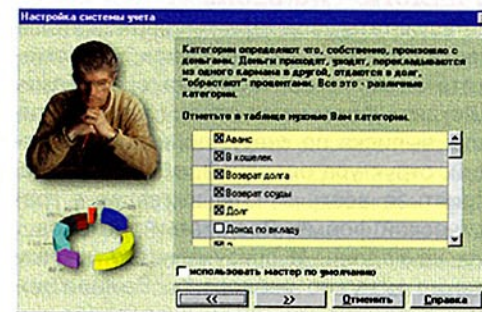 Настройка системы учета
Категории определяют что, собственно, произошло с
деньгами. Деньги приходят, уходят, перекладываются
из одного кармана в другой, отдаются в долг,
"обрастают" процентами. Все это - различные
категории.
Отметьте в таблице нужные Вам категории.
Аванс
В кошелек
Возврат долга
Возврат ссуды
Долг
Доход по вкладу
использовать мастер по умолчанию
<<
>>
Отменить
Справка